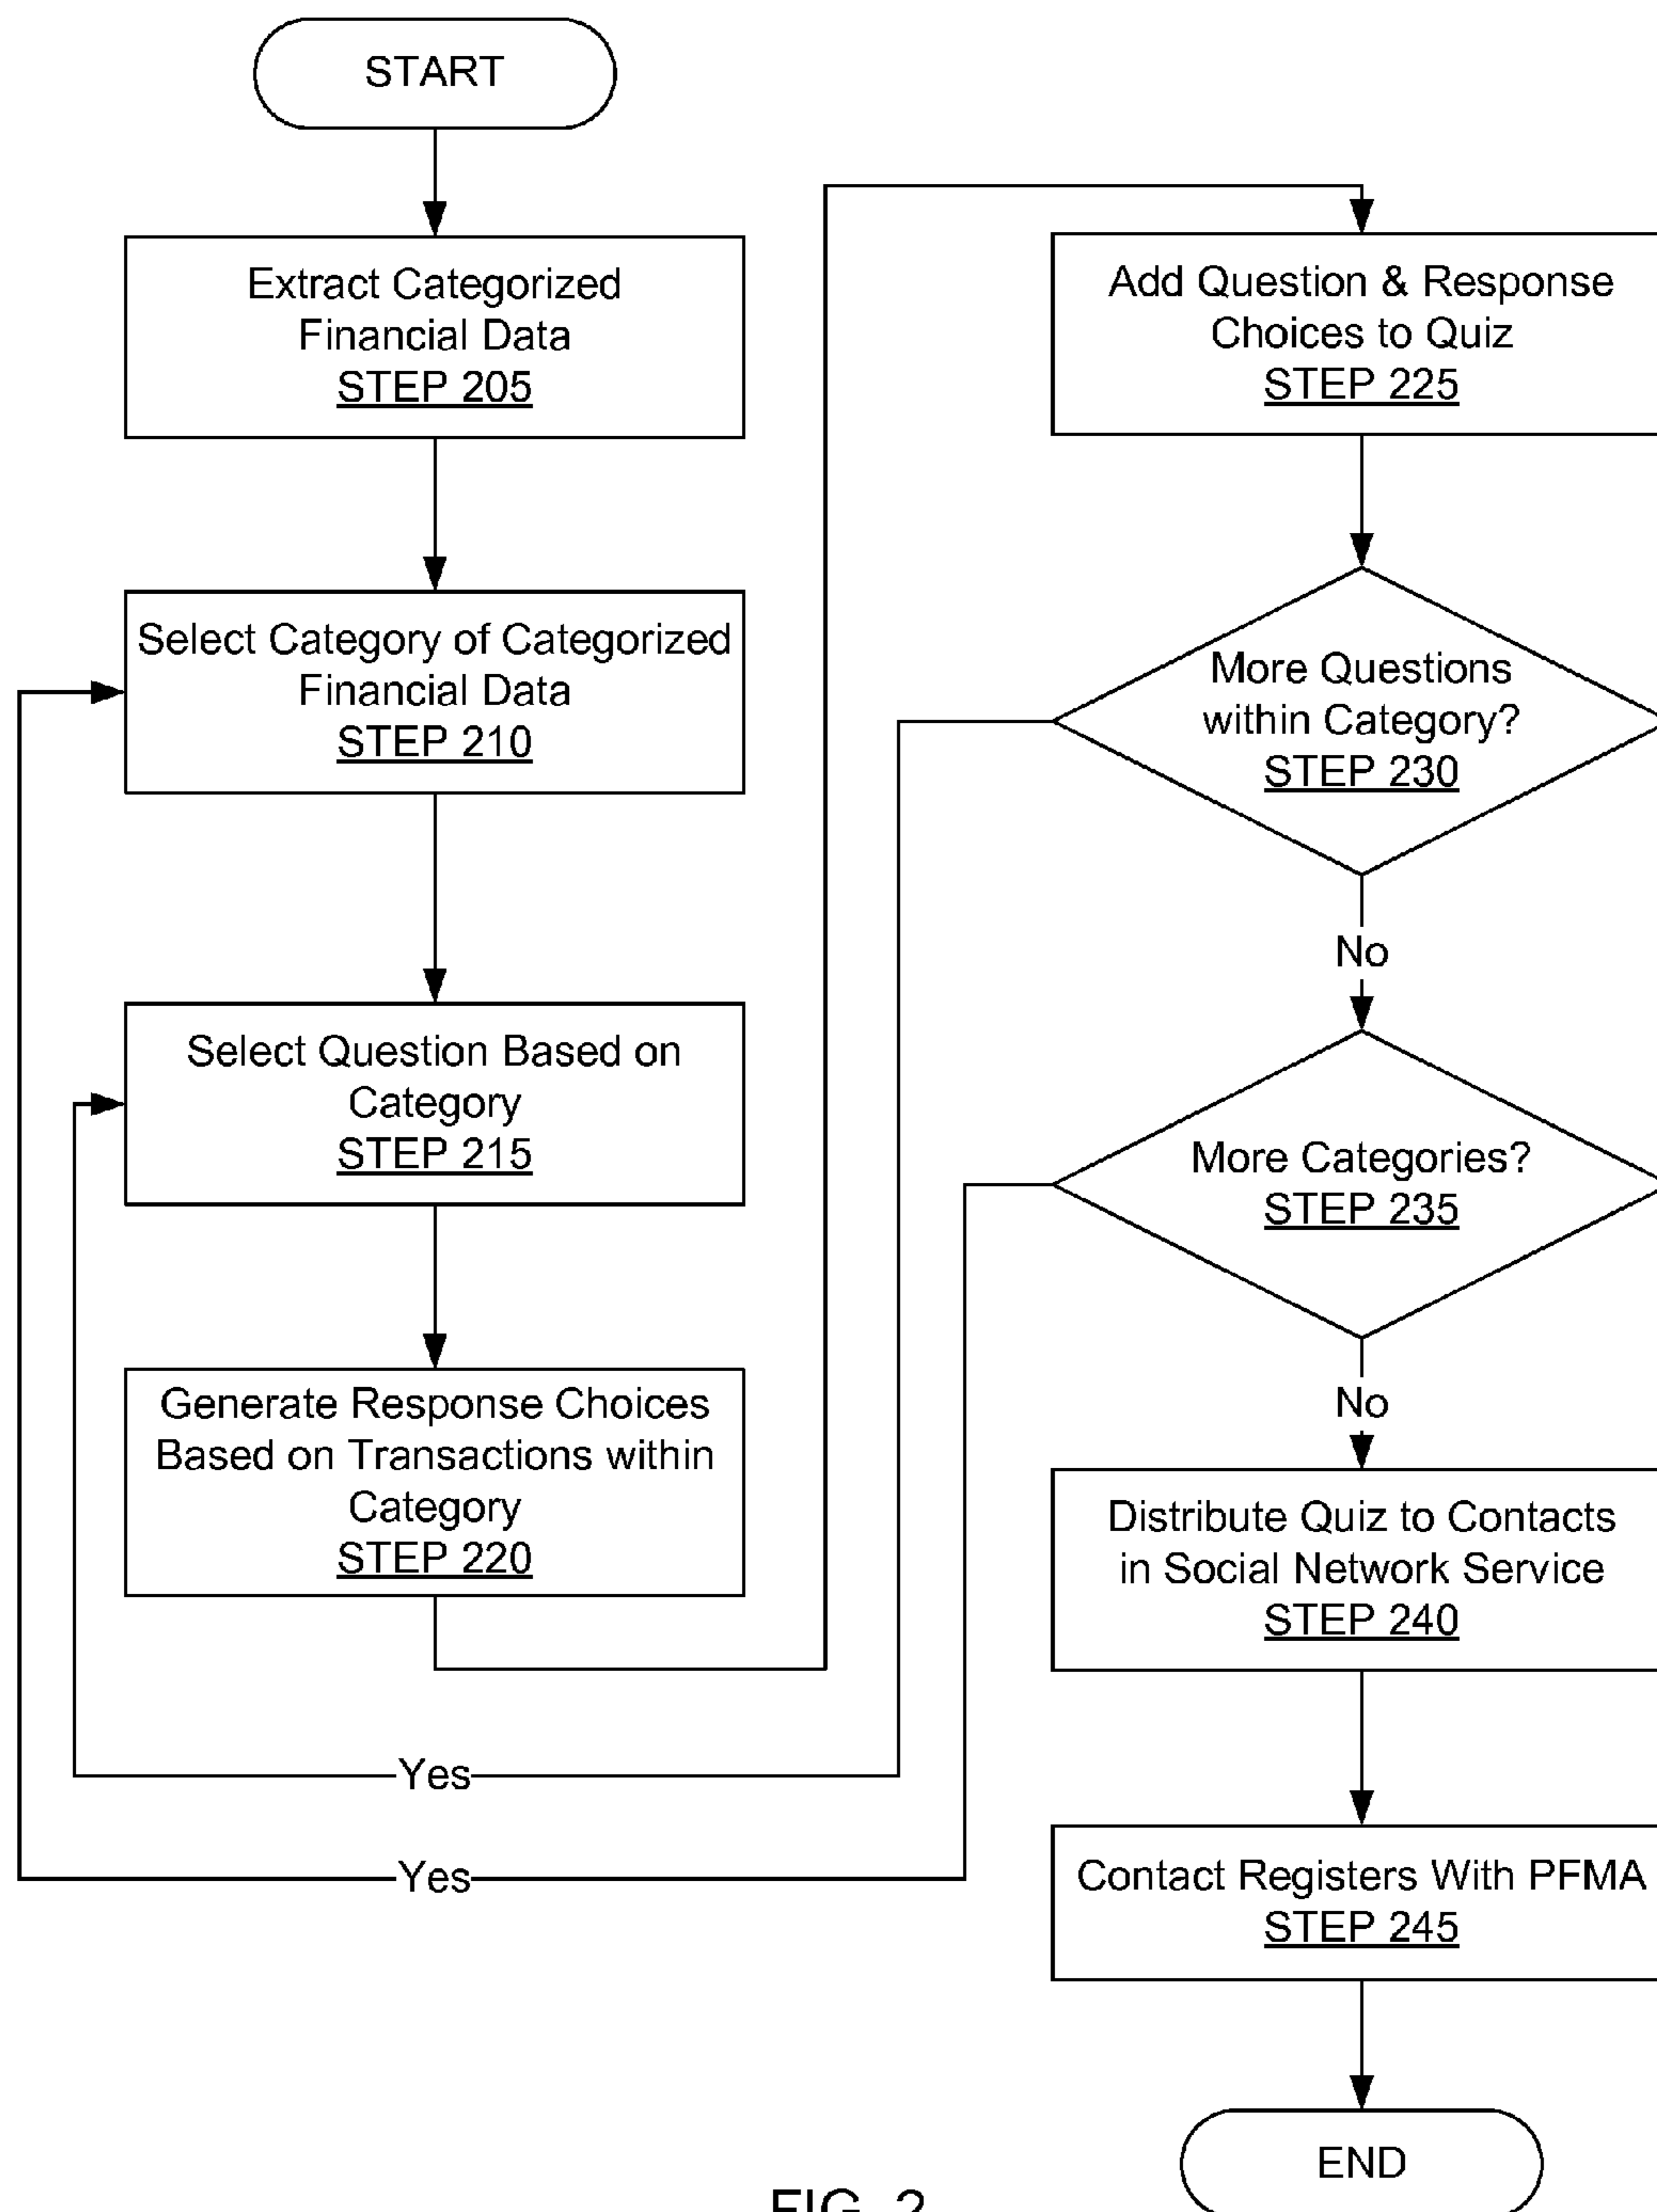 START
Extract Categorized
Financial Data
STEP 205
Select Category of Categorized
Financial Data
STEP 210
Select Question Based on
Category
STEP 215
Generate Response Choices
Based on Transactions within
Category
STEP 220
Add Question & Response
Choices to Quiz
STEP 225
More Questions
within Category?
STEP 230
No
More Categories?
STEP 235
No
Distribute Quiz to Contacts
in Social Network Service
STEP 240
Yes
Yes
Contact Registers With PFMA
STEP 245
END
FIG. 2